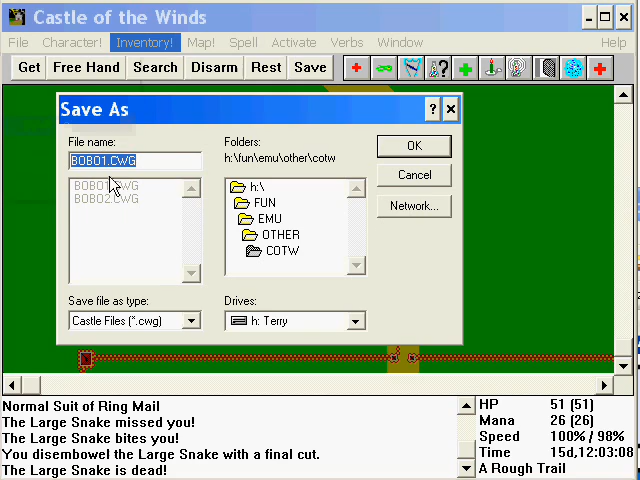 Castle of the Winds
File Character! Inventory! Map! Spell Activate Verbs Window Help
Get Free Hand Search Disarm Rest Save
Save As
File name:
BOBO1.CWG
BOBO1.CWG
BOBO2.CWG
Save file as type:
Castle Files (*.cwg)
Folders:
h:\fun\emu\other\cotw
h:\
FUN
EMU
OTHER
COTW
Drives:
h: Terry
OK
Cancel
Network...
Normal Suit of Ring Mail
The Large Snake missed you!
The Large Snake bites you!
You disembowel the Large Snake with a final cut.
The Large Snake is dead!
HP 51 (51)
Mana 26 (26)
Speed 100% / 98%
Time 15d,12:03:08
A Rough Trail